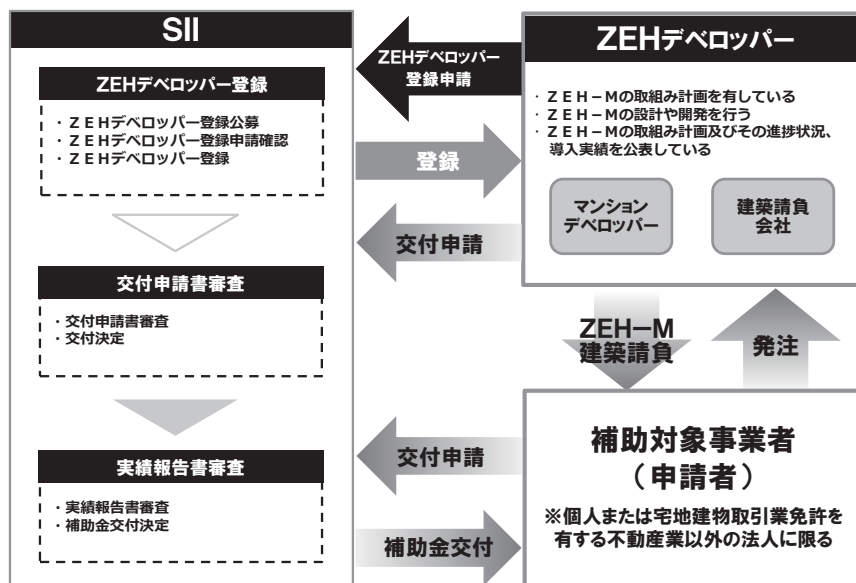 SII
ZEHデベロッパー登録
・ＺＥＨデベロッパー登録公募
・ＺＥＨデベロッパー登録申請確認
・ＺＥＨデベロッパー登録
交付申請書審査
・交付申請書審査
・交付決定
実績報告書審査
・実績報告書審査
・補助金交付決定
ZEHデベロッパー
登録申請
登録
交付申請
交付申請
補助金交付
ZEHデベロッパー
・ＺＥＨ－Ｍの取組み計画を有している
・ＺＥＨ－Ｍの設計や開発を行う
・ＺＥＨ－Ｍの取組み計画及びその進捗状況、
導入実績を公表している
マンション
デベロッパー
建築請負
会社
ZEH－M
建築請負
発注
補助対象事業者
（申請者）
※個人または宅地建物取引業免許を
有する不動産業以外の法人に限る